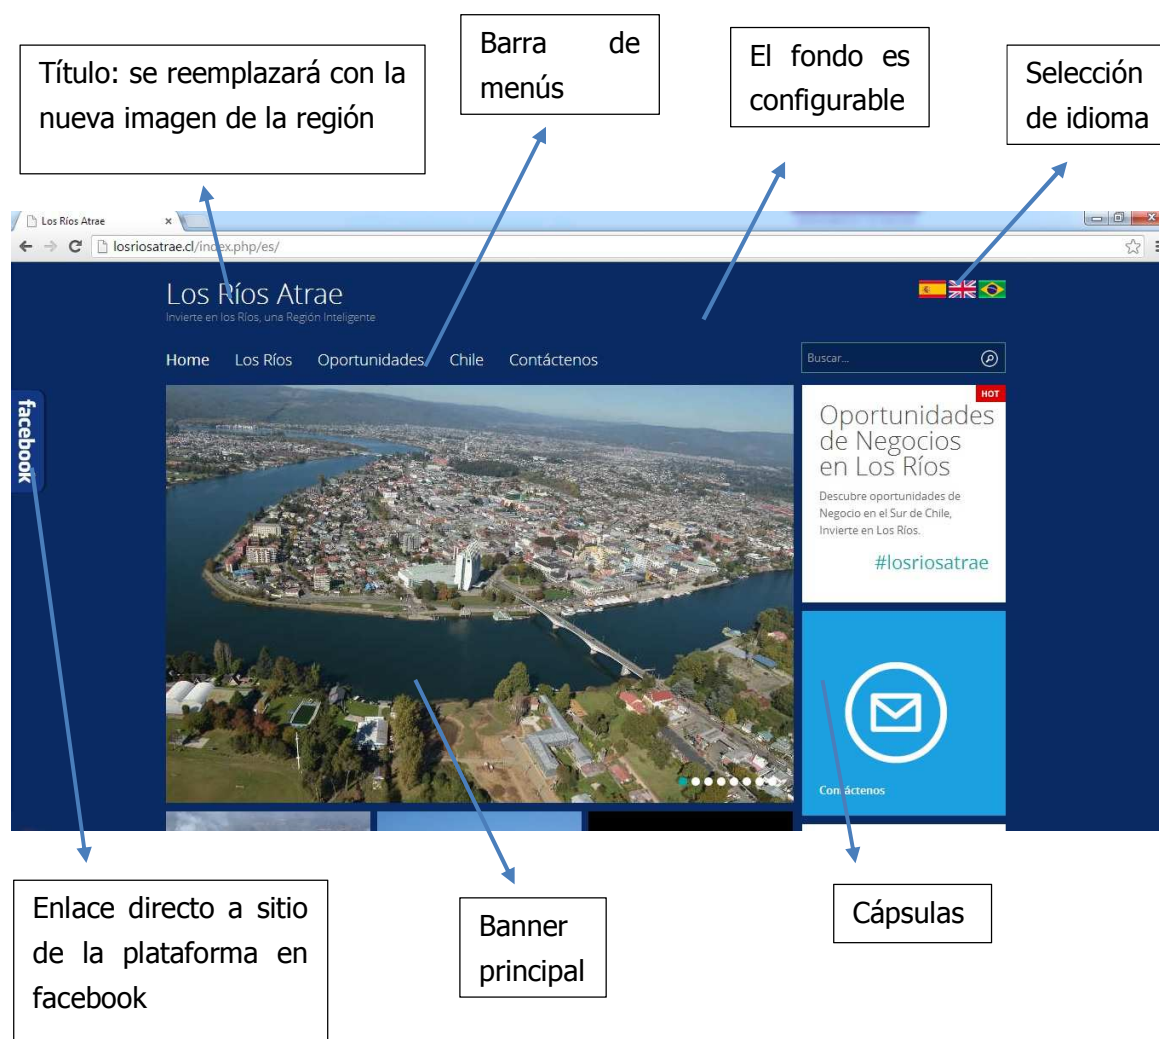 Título: se reemplazará con la
nueva imagen de la región
Barra de
menús
El fondo es
configurable
Selección
de idioma
Los Ríos Atrae
losriosatrae.cl/index.php/es/
Los Ríos Atrae
Invierte en los Ríos, una Región Inteligente
Home Los Ríos Oportunidades Chile Contáctenos
Buscar...
facebook
HOT
Oportunidades
de Negocios
en Los Ríos
Descubre oportunidades de
Negocio en el Sur de Chile,
Invierte en Los Ríos.
#losriosatrae
Contáctenos
Enlace directo a sitio
de la plataforma en
facebook
Banner
principal
Cápsulas